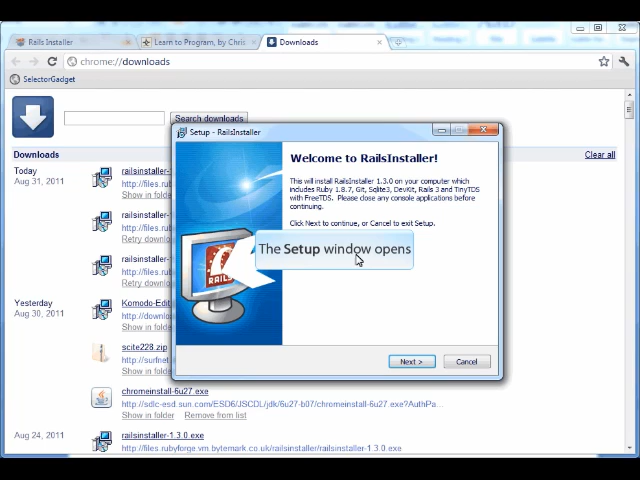 Rails Installer
Learn to Program, by Chris
Downloads
chrome://downloads
SelectorGadget
Search downloads
Setup - RailsInstaller
Welcome to RailsInstaller!
Downloads
Clear all
Today
Aug 31, 2011
railsinstaller-
http://files.
Show in folde
This will install RailsInstaller 1.3.0 on your computer which
includes Ruby 1.8.7, Git, Sqlite3, DevKit, Rails 3 and TinyTDS
with FreeTDS. Please close any console applications before
continuing.
Click Next to continue, or Cancel to exit Setup.
railsinstaller-
http://files.
Retry downlo
The Setup window opens
railsinstaller-
http://files.
Retry downlo
RAILS
Yesterday
Aug 30, 2011
Komodo-Edit
http://downlo
Show in folde
scite228.zip
http://surfnet
Show in folde
Next >
Cancel
chromeinstall-6u27.exe
http://sdlc-esd.sun.com/ESD6/JSCDL/jdk/6u27-b07/chromeinstall-6u27.exe?AuthPa...
Show in folder
Remove from list
Aug 24, 2011
railsinstaller-1.3.0.exe
http://files.rubyforge.vm.bytemark.co.uk/railsinstaller/railsinstaller-1.3.0.exe